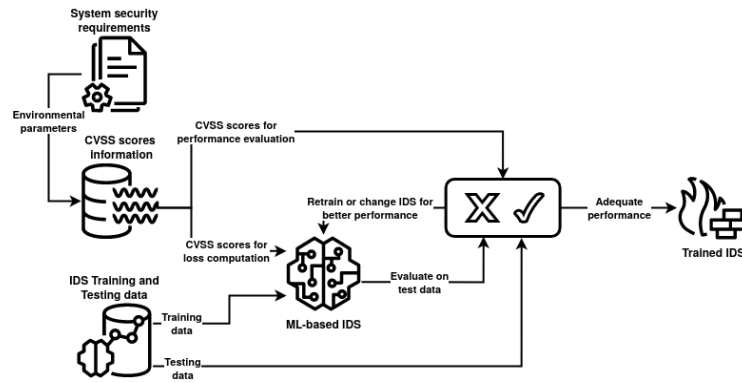 System security
requirements
Environmental
parameters
CVSS scores
information
CVSS scores for
performance evaluation
Retrain or change IDS for
better performance
Adequate
performance
Trained IDS
CVSS scores for
loss computation
Evaluate on
test data
IDS Training and
Testing data
Training
data
ML-based IDS
Testing
data